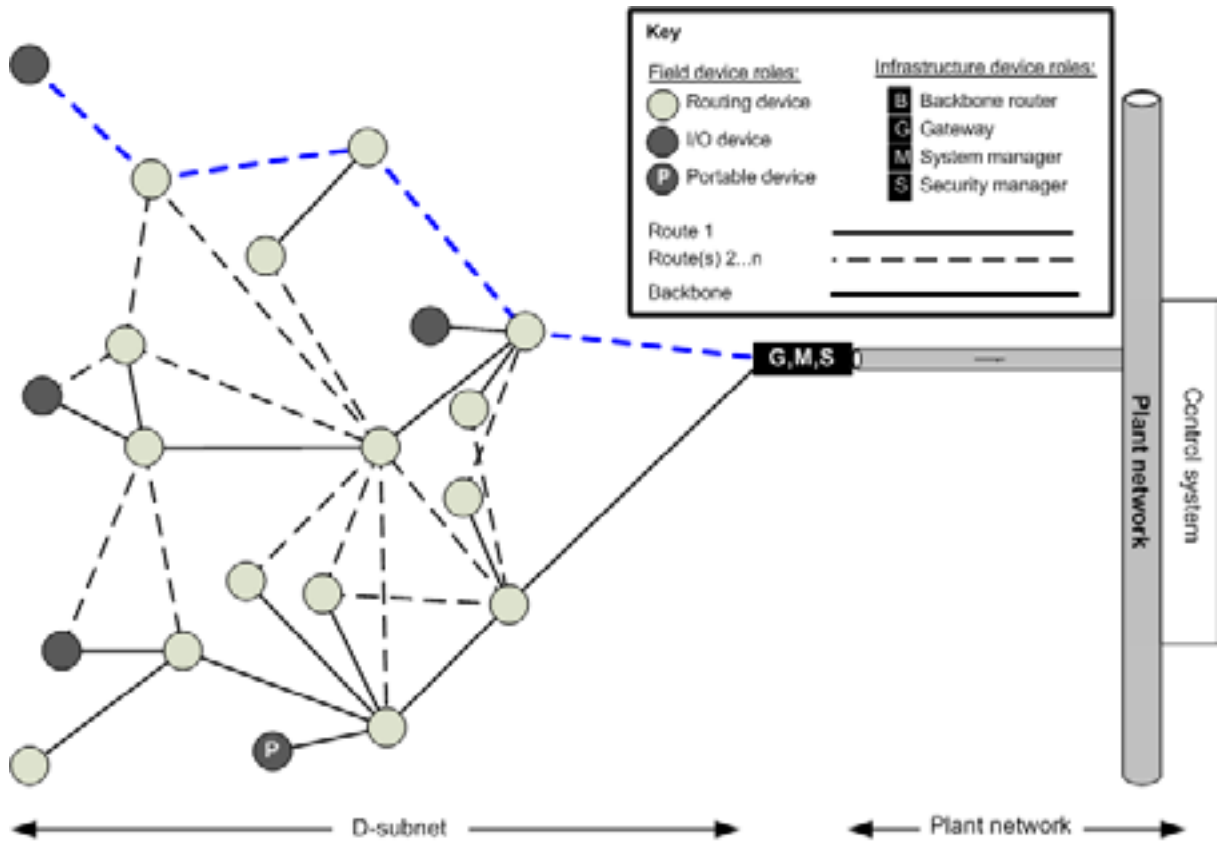 Key
Field device roles:
Routing device
I/O device
P Portable device
Infrastructure device roles:
B Backbone router
G Gateway
M System manager
S Security manager
Route 1
Route(s) 2...n
Backbone
G,M,S
Plant network
Control system
P
D-subnet
Plant network